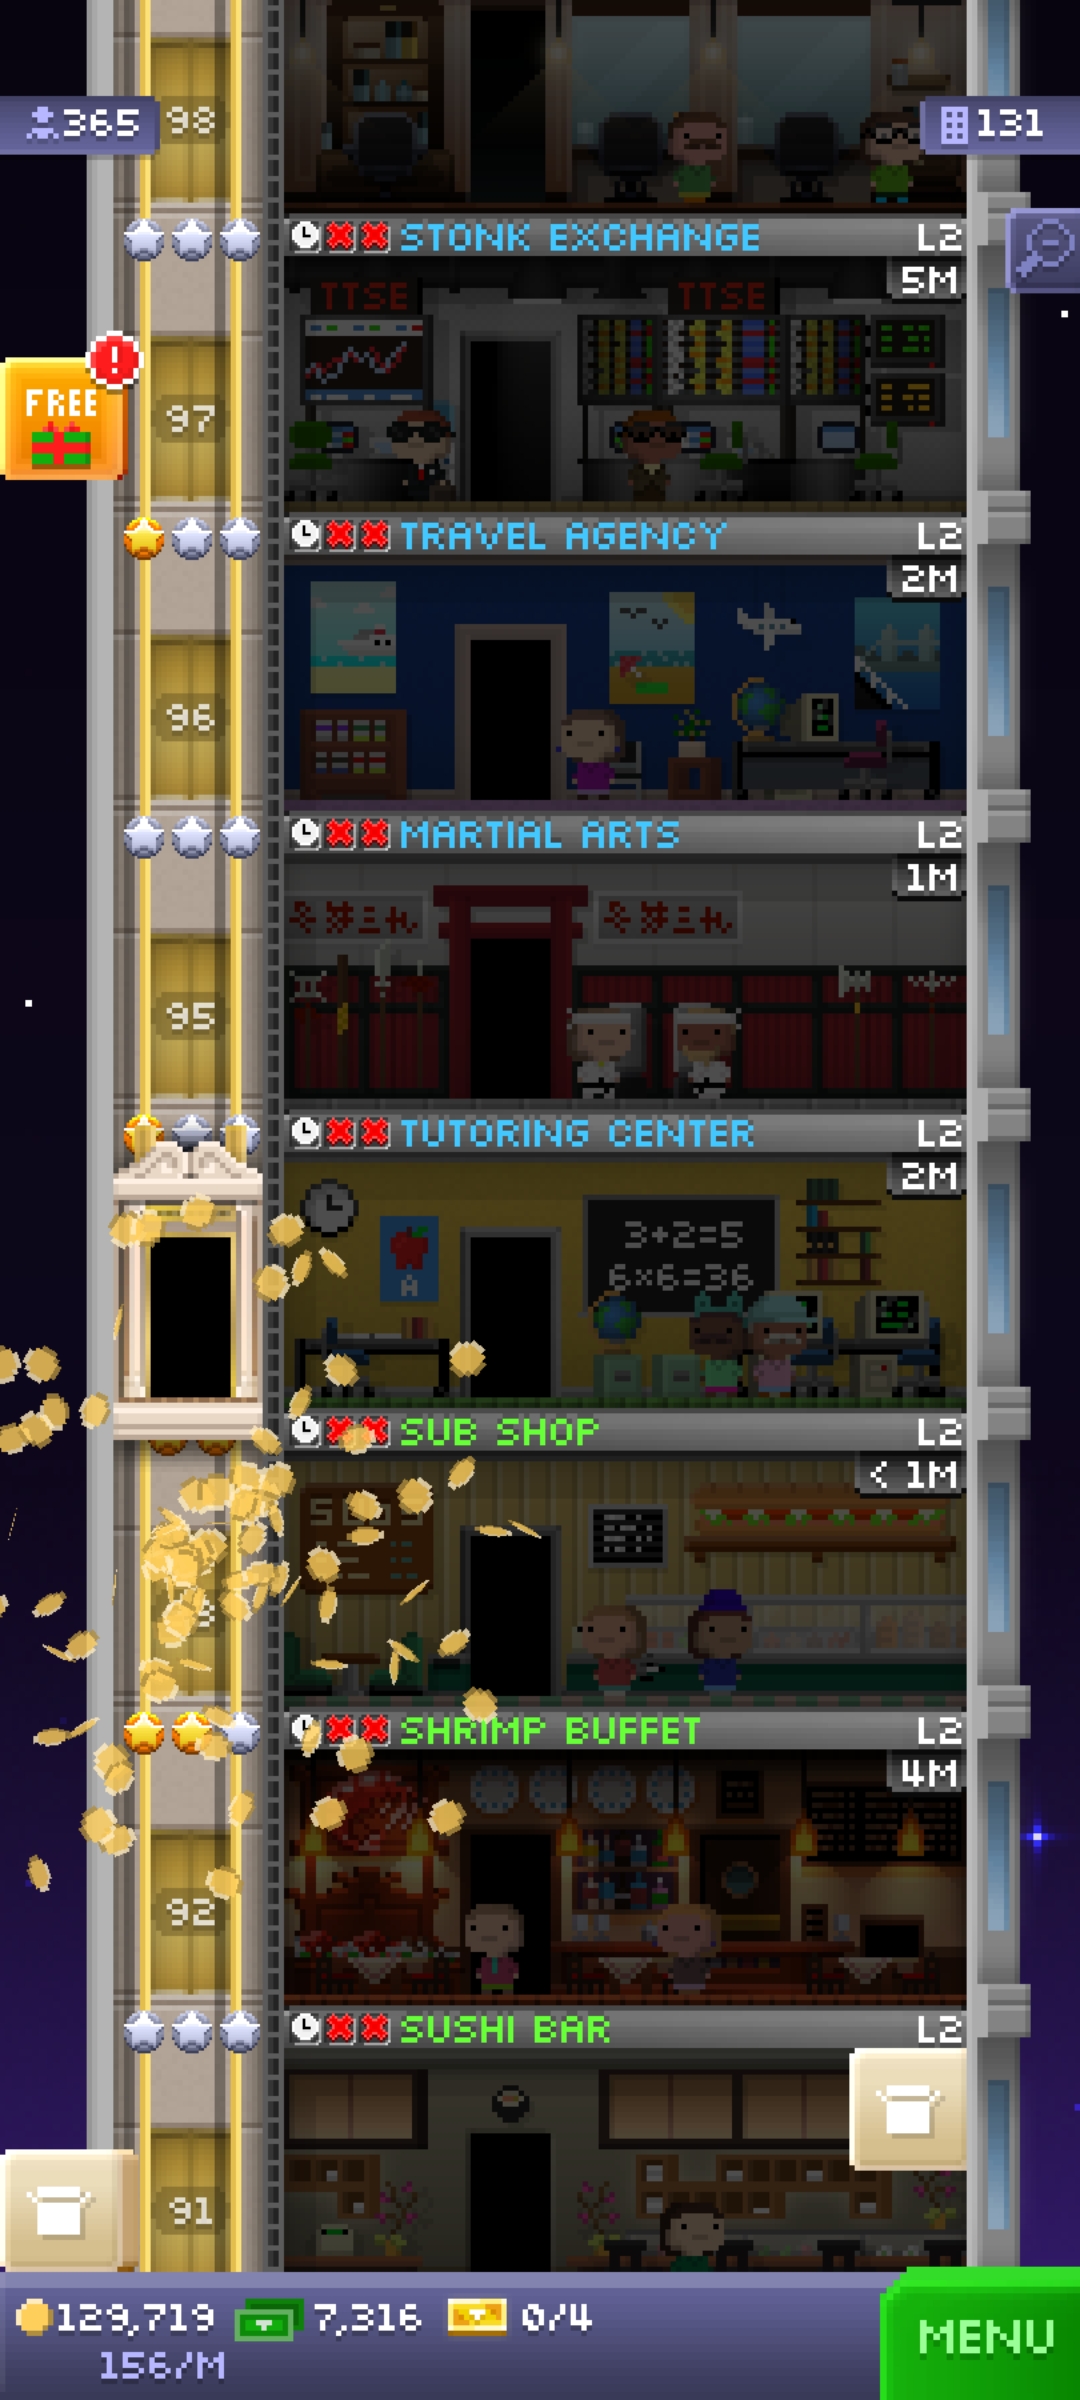 98
365
131
STONK EXCHANGE L2
5M
TTSE TTSE
FREE
!
97
TRAVEL AGENCY L2
2M
96
MARTIAL ARTS L2
1M
95
TUTORING CENTER L2
2M
3+2=5
6×6=36
A
SUB SHOP L2
< 1M
SHRIMP BUFFET L2
4M
92
SUSHI BAR L2
91
129,719 7,316 0/4
156/M
MENU